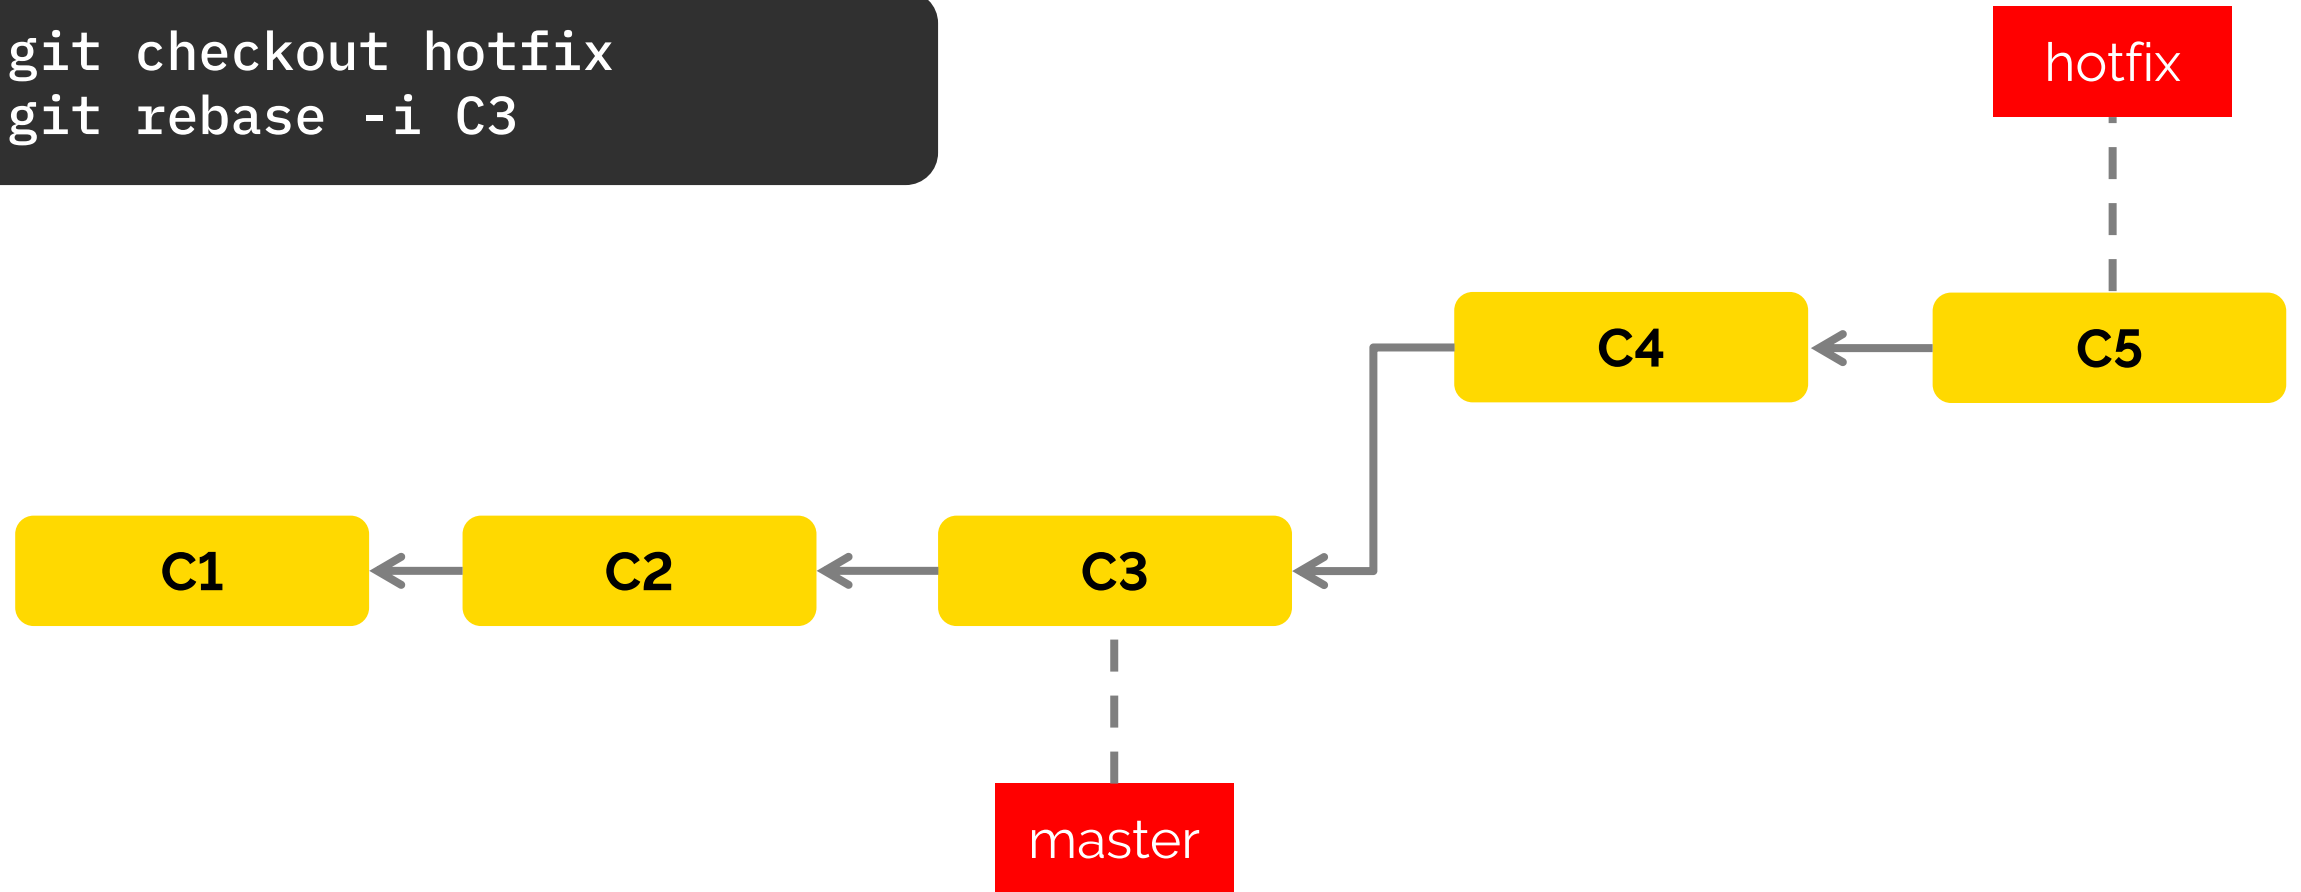 git checkout hotfix
git rebase -i C3
hotfix
C4
C5
C1
C2
C3
master